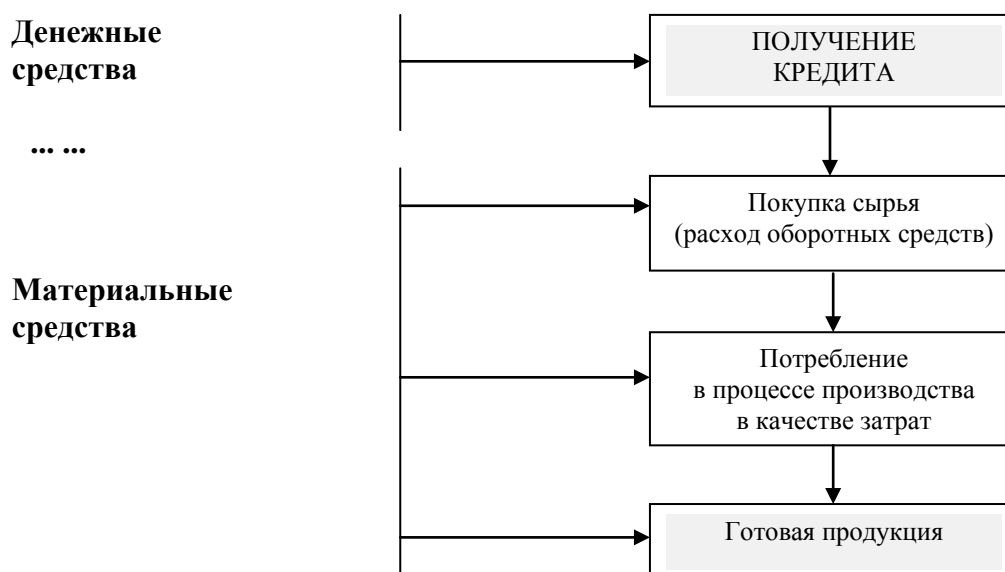 Денежные
средства
ПОЛУЧЕНИЕ
КРЕДИТА
... ...
Покупка сырья
(расход оборотных средств)
Материальные
средства
Потребление
в процессе производства
в качестве затрат
Готовая продукция